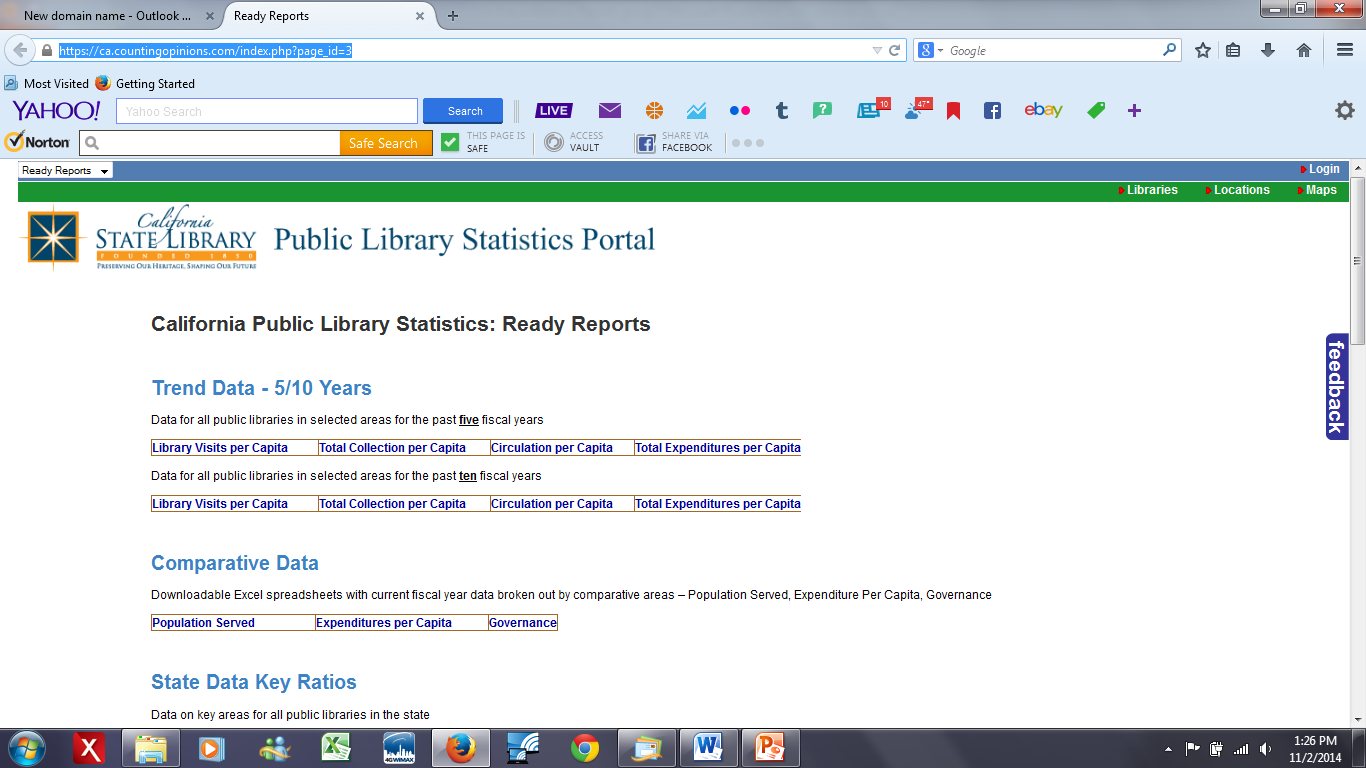 New domain name - Outlook ...
Ready Reports
https://ca.countingopinions.com/index.php?page_id=3
Google
Most Visited
Getting Started
YAHOO!
Yahoo Search
Search
LIVE
10
47°
ebay
Norton
Safe Search
THIS PAGE IS
SAFE
ACCESS
VAULT
SHARE VIA
FACEBOOK
Ready Reports
Login
Libraries
Locations
Maps
California
STATE LIBRARY
FOUNDED 1850
PRESERVING OUR HERITAGE, SHAPING OUR FUTURE
Public Library Statistics Portal
California Public Library Statistics: Ready Reports
feedback
Trend Data - 5/10 Years
Data for all public libraries in selected areas for the past five fiscal years
Library Visits per Capita Total Collection per Capita Circulation per Capita Total Expenditures per Capita
Data for all public libraries in selected areas for the past ten fiscal years
Library Visits per Capita Total Collection per Capita Circulation per Capita Total Expenditures per Capita
Comparative Data
Downloadable Excel spreadsheets with current fiscal year data broken out by comparative areas – Population Served, Expenditure Per Capita, Governance
Population Served Expenditures per Capita Governance
State Data Key Ratios
Data on key areas for all public libraries in the state
4GWIMAX
1:26 PM
11/2/2014